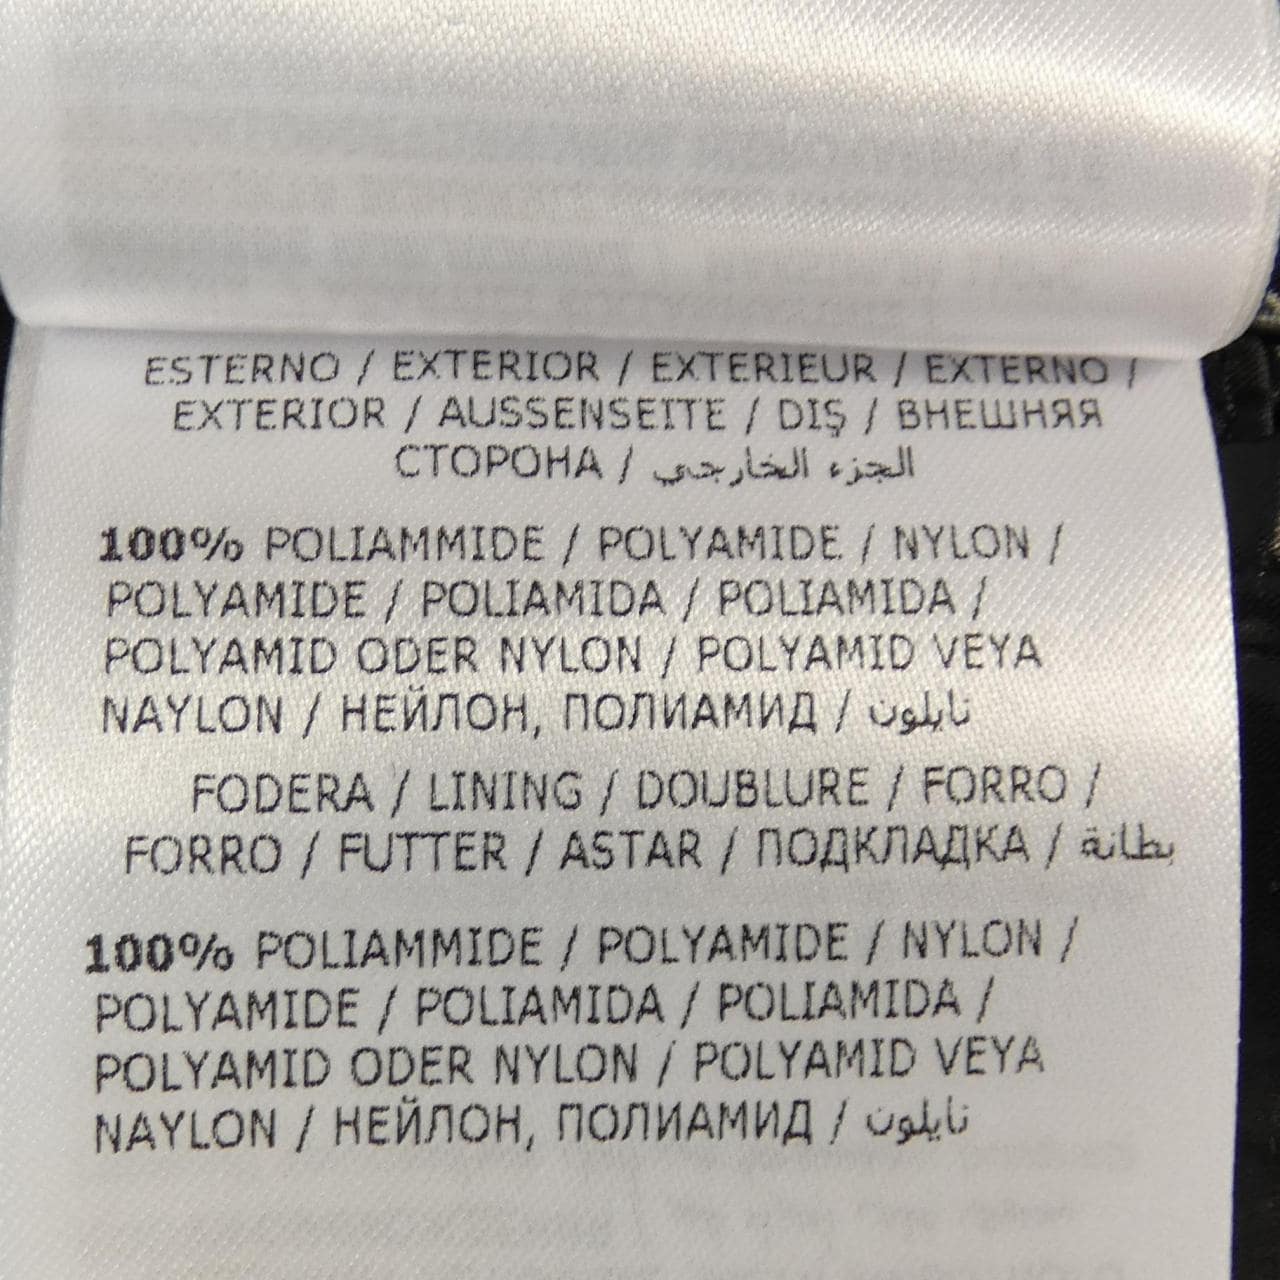 ESTERNO / EXTERIOR / EXTERIEUR / EXTERNO /
EXTERIOR / AUSSENSEITE / DIŞ / ВНЕШНЯЯ
СТОРОНА / الجزء الخارجي
100% POLIAMMIDE / POLYAMIDE / NYLON /
POLYAMIDE / POLIAMIDA / POLIAMIDA /
POLYAMID ODER NYLON / POLYAMID VEYA
NAYLON / НЕЙЛОН, ПОЛИАМИД / نايلون
FODERA / LINING / DOUBLURE / FORRO /
FORRO / FUTTER / ASTAR / ПОДКЛАДКА / بطانة
100% POLIAMMIDE / POLYAMIDE / NYLON /
POLYAMIDE / POLIAMIDA / POLIAMIDA /
POLYAMID ODER NYLON / POLYAMID VEYA
NAYLON / НЕЙЛОН, ПОЛИАМИД / نايلون